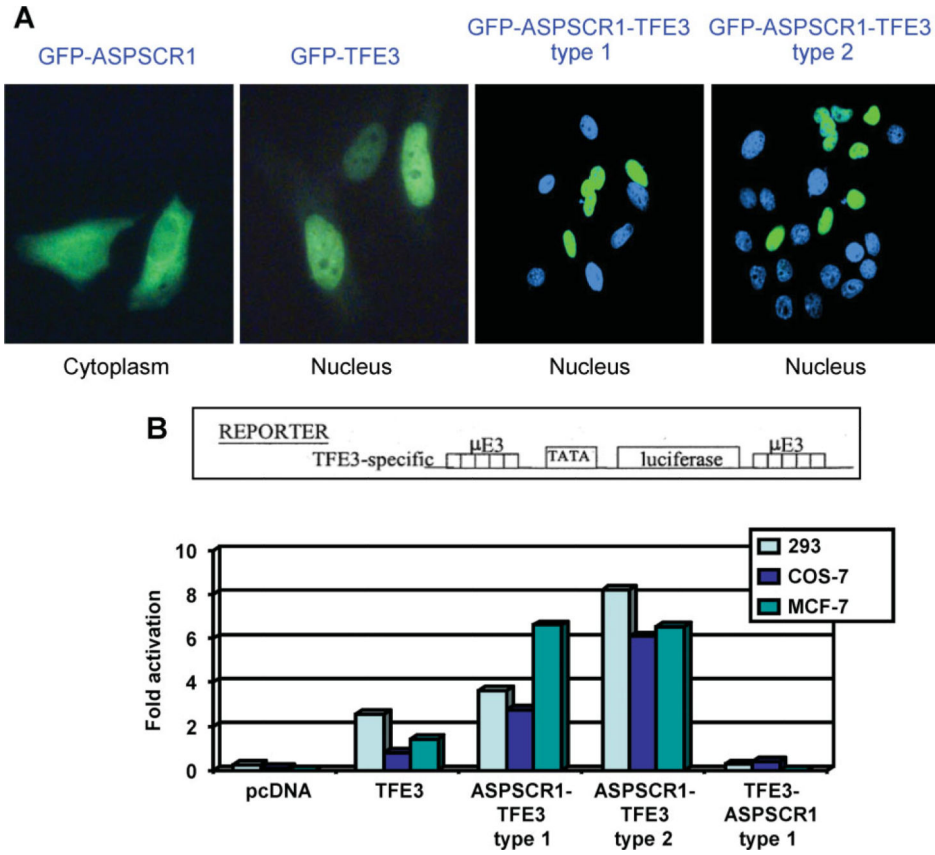 A
GFP-ASPSCR1
GFP-TFE3
GFP-ASPSCR1-TFE3
type 1
GFP-ASPSCR1-TFE3
type 2
Cytoplasm
Nucleus
Nucleus
Nucleus
B
REPORTER
TFE3-specific
μE3
TATA
luciferase
μE3
Fold activation
10
8
6
4
2
0
293
COS-7
MCF-7
pcDNA
TFE3
ASPSCR1-
TFE3
type 1
ASPSCR1-
TFE3
type 2
TFE3-
ASPSCR1
type 1